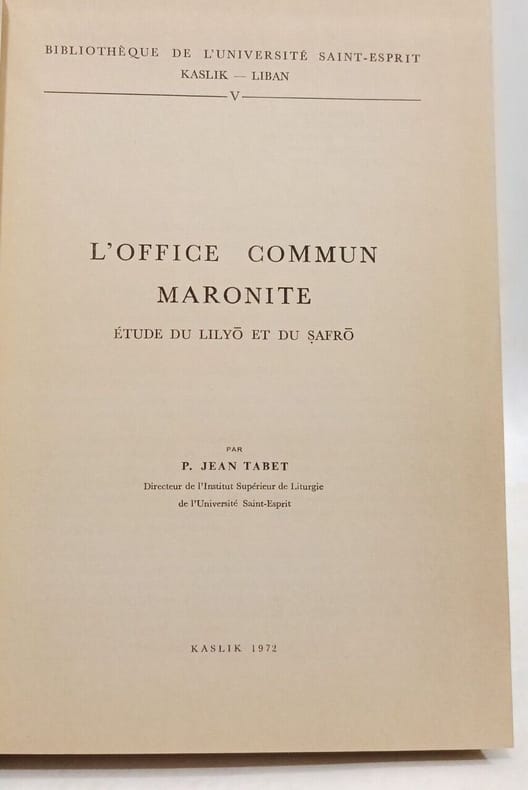 BIBLIOTHÈQUE DE L'UNIVERSITÉ SAINT-ESPRIT
KASLIK — LIBAN
V
L'OFFICE COMMUN
MARONITE
ÉTUDE DU LILYŌ ET DU ṢAFRŌ
PAR
P. JEAN TABET
Directeur de l'Institut Supérieur de Liturgie
de l'Université Saint-Esprit
KASLIK 1972